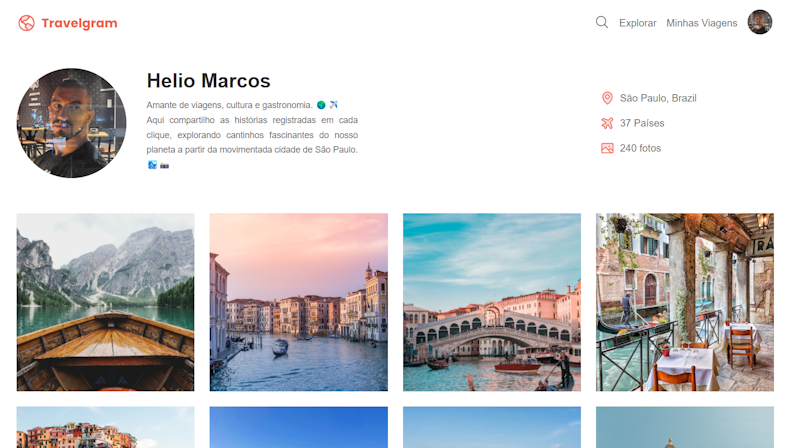 Travelgram
Explorar Minhas Viagens
Helio Marcos
Amante de viagens, cultura e gastronomia. 🌍 ✈️
Aqui compartilho as histórias registradas em cada
clique, explorando cantinhos fascinantes do nosso
planeta a partir da movimentada cidade de São Paulo.
🏄 📸
São Paulo, Brazil
37 Países
240 fotos
TRA